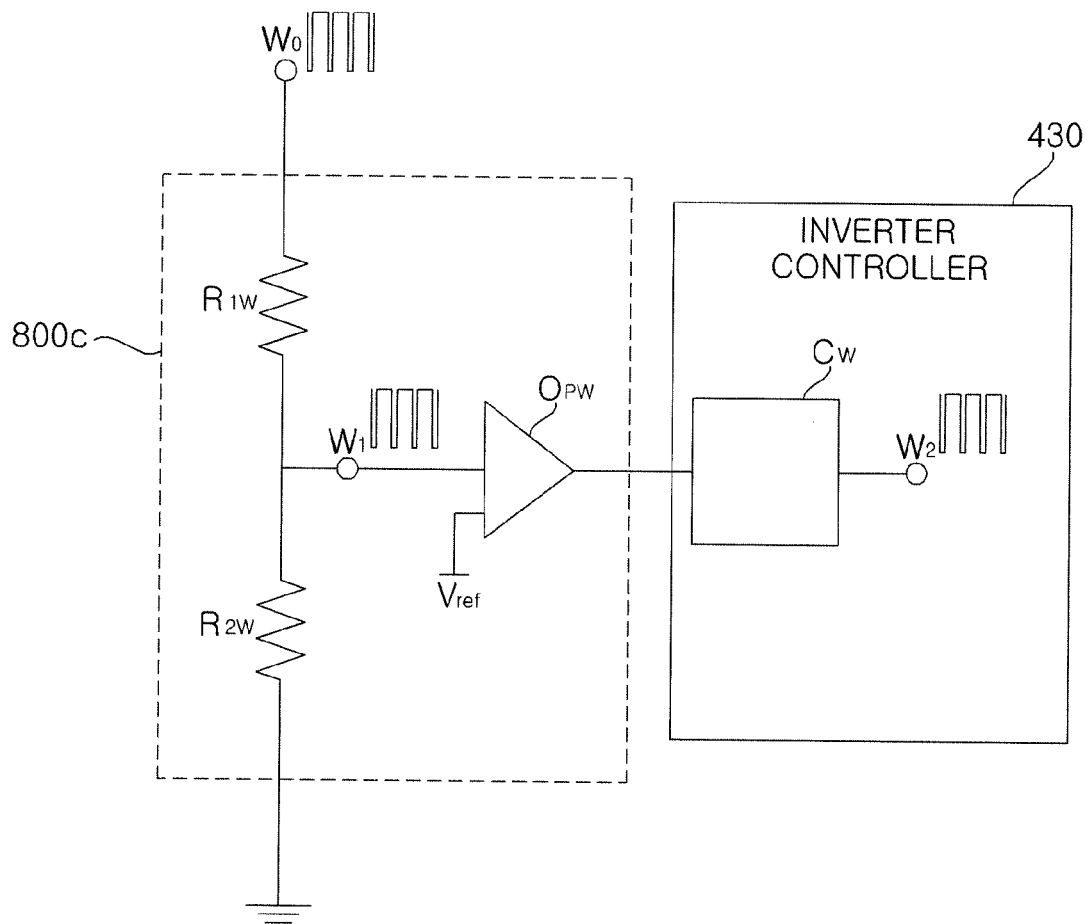 W0
430
INVERTER
CONTROLLER
R1W
800c
CW
OPW
W1
W2
Vref
R2W